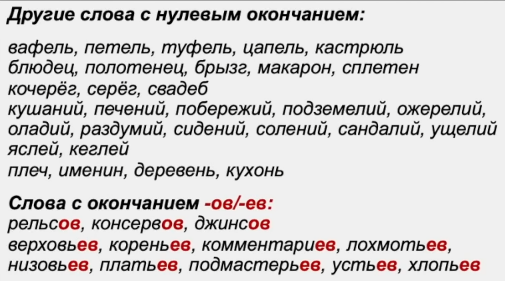 Другие слова с нулевым окончанием:
вафель, петель, туфель, цапель, кастрюль
блюдец, полотенец, брызг, макарон, сплетен
кочерёг, серёг, свадеб
кушаний, печений, побережий, подземелий, ожерелий,
оладий, раздумий, сидений, солений, сандалий, ущелий
яслей, кеглей
плеч, именин, деревень, кухонь
Слова с окончанием -ов/-ев:
рельсов, консервов, джинсов
верховьев, кореньев, комментариев, лохмотьев,
низовьев, платьев, подмастерьев, устьев, хлопьев